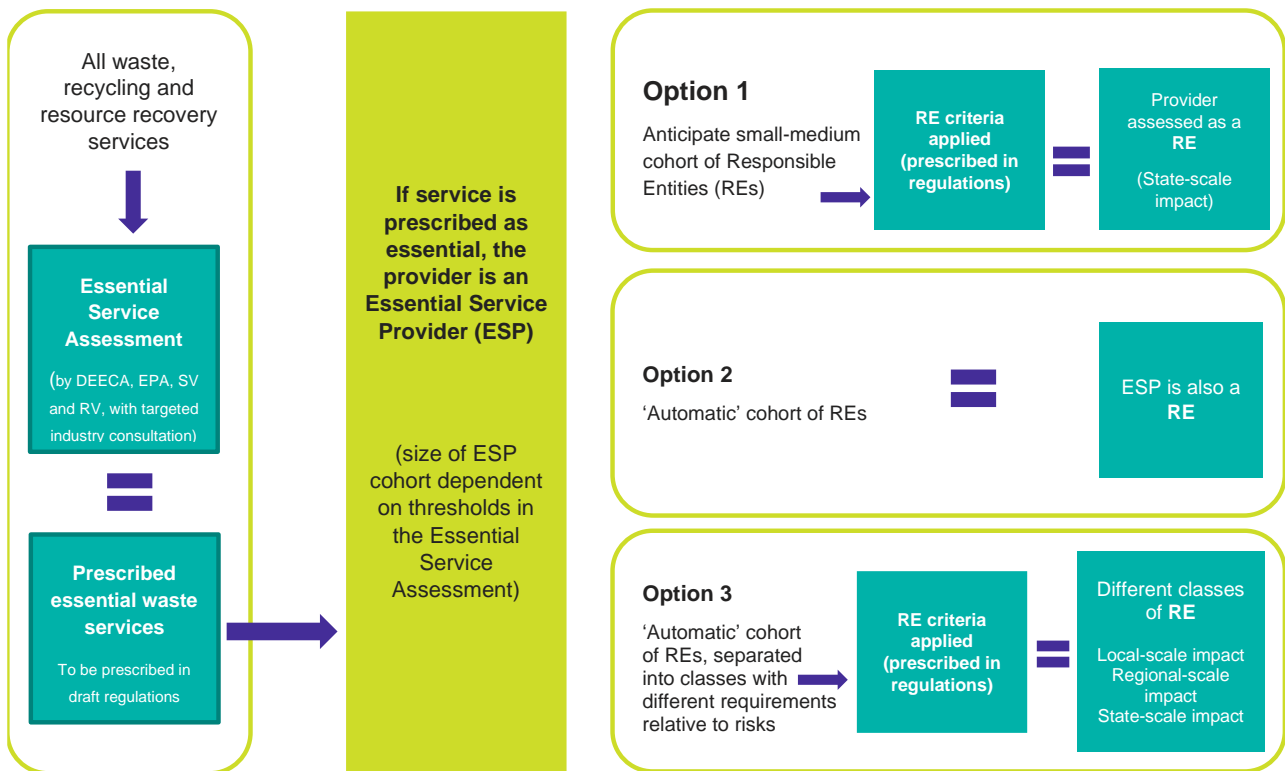 All waste,
recycling and
resource recovery
services
Essential
Service
Assessment
(by DEECA, EPA, SV
and RV, with targeted
industry consultation)
Prescribed
essential waste
services
To be prescribed in
draft regulations
If service is
prescribed as
essential, the
provider is an
Essential Service
Provider (ESP)
(size of ESP
cohort dependent
on thresholds in
the Essential
Service
Assessment)
Option 1
Anticipate small-medium
cohort of Responsible
Entities (REs)
RE criteria
applied
(prescribed in
regulations)
Provider
assessed as a
RE
(State-scale
impact)
Option 2
‘Automatic’ cohort of REs
ESP is also a
RE
Option 3
‘Automatic’ cohort
of REs, separated
into classes with
different requirements
relative to risks
RE criteria
applied
(prescribed in
regulations)
Different classes
of RE
Local-scale impact
Regional-scale
impact
State-scale impact